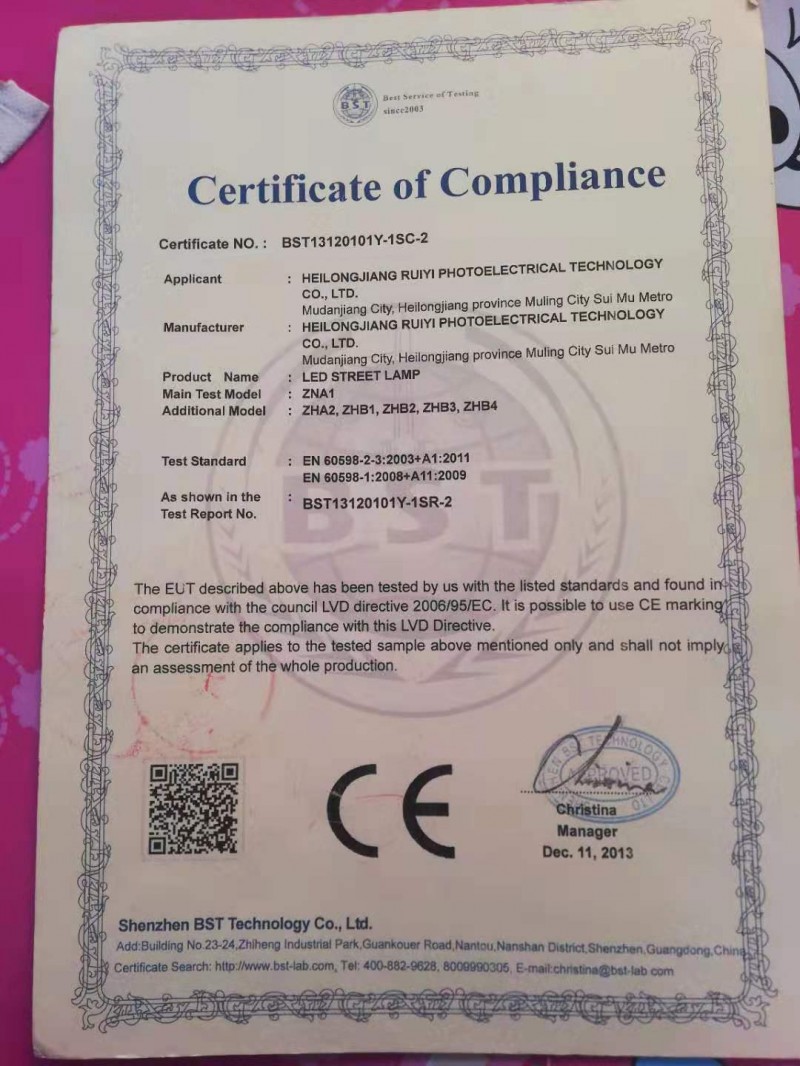 BST
Best Service of Testing
since2003
Certificate of Compliance
Certificate NO. : BST13120101Y-1SC-2
Applicant : HEILONGJIANG RUIYI PHOTOELECTRICAL TECHNOLOGY
CO., LTD.
Mudanjiang City, Heilongjiang province Muling City Sui Mu Metro
Manufacturer : HEILONGJIANG RUIYI PHOTOELECTRICAL TECHNOLOGY
CO., LTD.
Mudanjiang City, Heilongjiang province Muling City Sui Mu Metro
Product Name : LED STREET LAMP
Main Test Model : ZNA1
Additional Model : ZHA2, ZHB1, ZHB2, ZHB3, ZHB4
Test Standard : EN 60598-2-3:2003+A1:2011
EN 60598-1:2008+A11:2009
As shown in the : BST13120101Y-1SR-2
Test Report No.
BST
The EUT described above has been tested by us with the listed standards and found in
compliance with the council LVD directive 2006/95/EC. It is possible to use CE marking
to demonstrate the compliance with this LVD Directive.
The certificate applies to the tested sample above mentioned only and shall not imply
an assessment of the whole production.
CE
BST TECHNOLOGY
APPROVED
Christina
Christina
Manager
Dec. 11, 2013
Shenzhen BST Technology Co., Ltd.
Add:Building No.23-24,Zhiheng Industrial Park,Guankouer Road,Nantou,Nanshan District,Shenzhen,Guangdong,China
Certificate Search: http://www.bst-lab.com, Tel: 400-882-9628, 8009990305, E-mail:christina@bst-lab com